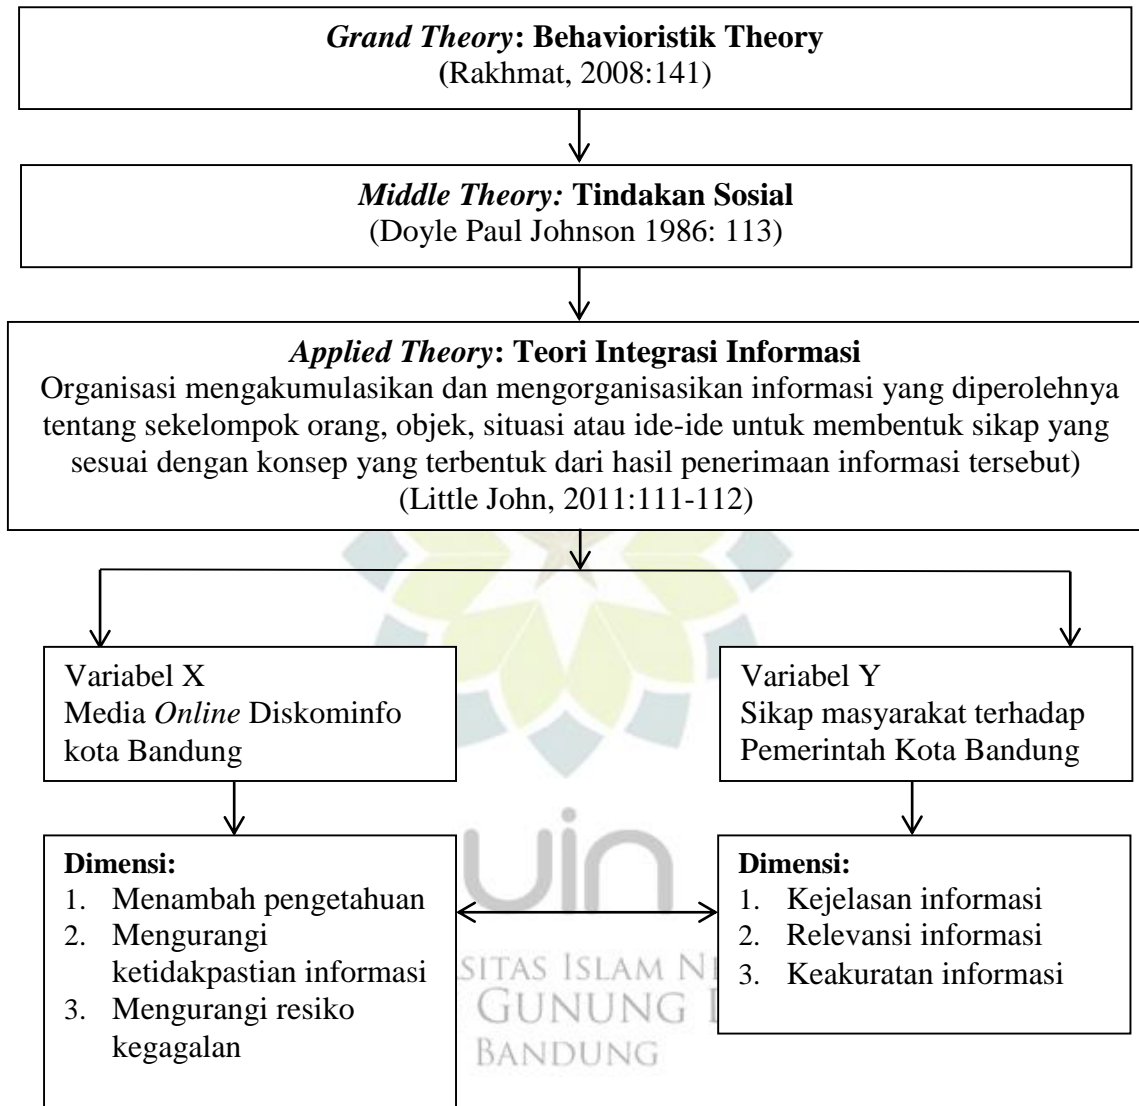 Grand Theory: Behavioristik Theory
(Rakhmat, 2008:141)
Middle Theory: Tindakan Sosial
(Doyle Paul Johnson 1986: 113)
Applied Theory: Teori Integrasi Informasi
Organisasi mengakumulasikan dan mengorganisasikan informasi yang diperolehnya
tentang sekelompok orang, objek, situasi atau ide-ide untuk membentuk sikap yang
sesuai dengan konsep yang terbentuk dari hasil penerimaan informasi tersebut)
(Little John, 2011:111-112)
Variabel X
Media Online Diskominfo
kota Bandung
Variabel Y
Sikap masyarakat terhadap
Pemerintah Kota Bandung
Dimensi:
1. Menambah pengetahuan
2. Mengurangi
ketidakpastian informasi
3. Mengurangi resiko
kegagalan
Dimensi:
1. Kejelasan informasi
2. Relevansi informasi
3. Keakuratan informasi
uin
ISLAM
GUNUNG
BANDUNG